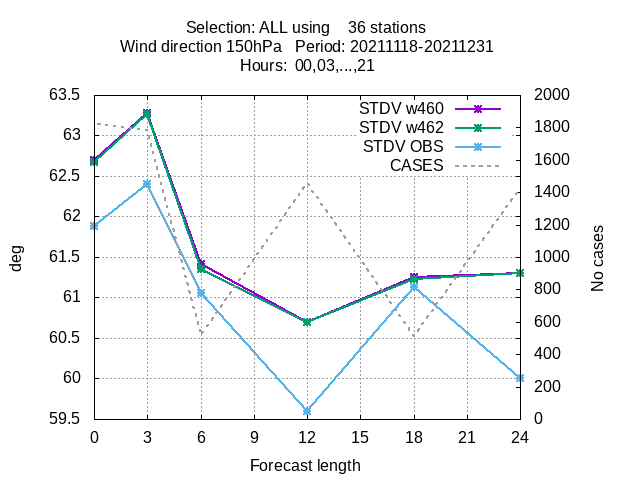 Selection: ALL using    36 stations
Wind direction 150hPa   Period: 20211118-20211231
Hours:  00,03,...,21
63.5
63
62.5
62
61.5
61
60.5
60
59.5
deg
STDV w460
STDV w462
STDV OBS
CASES
2000
1800
1600
1400
1200
1000
800
600
400
200
0
No cases
0 3 6 9 12 15 18 21 24
Forecast length